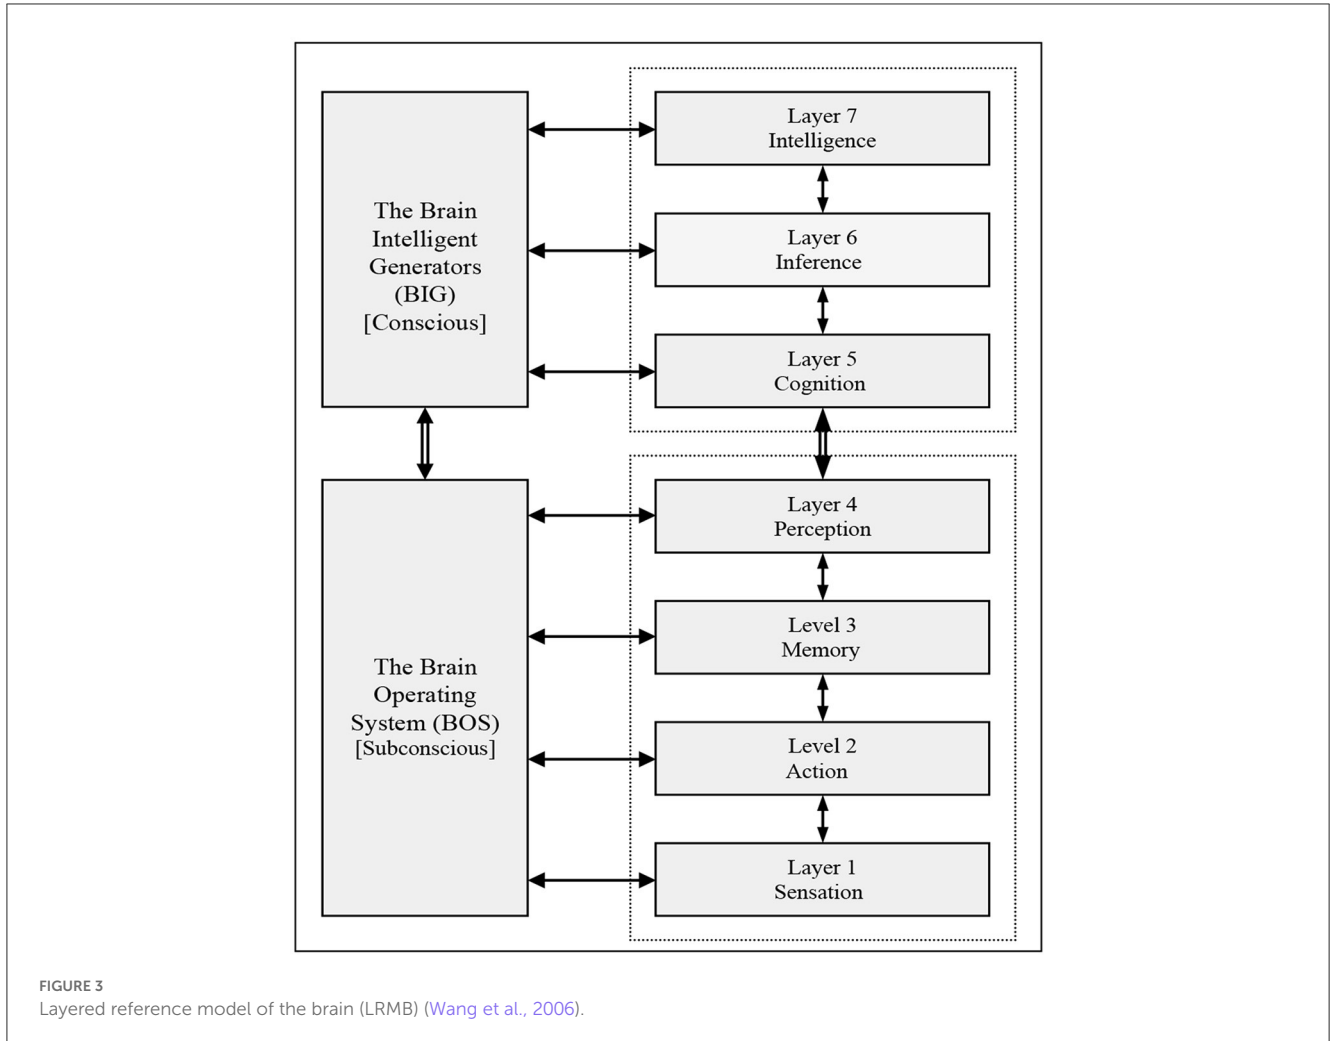 The Brain
Intelligent
Generators
(BIG)
[Conscious]
Layer 7
Intelligence
Layer 6
Inference
Layer 5
Cognition
The Brain
Operating
System (BOS)
[Subconscious]
Layer 4
Perception
Level 3
Memory
Level 2
Action
Layer 1
Sensation
FIGURE 3
Layered reference model of the brain (LRMB) (Wang et al., 2006).